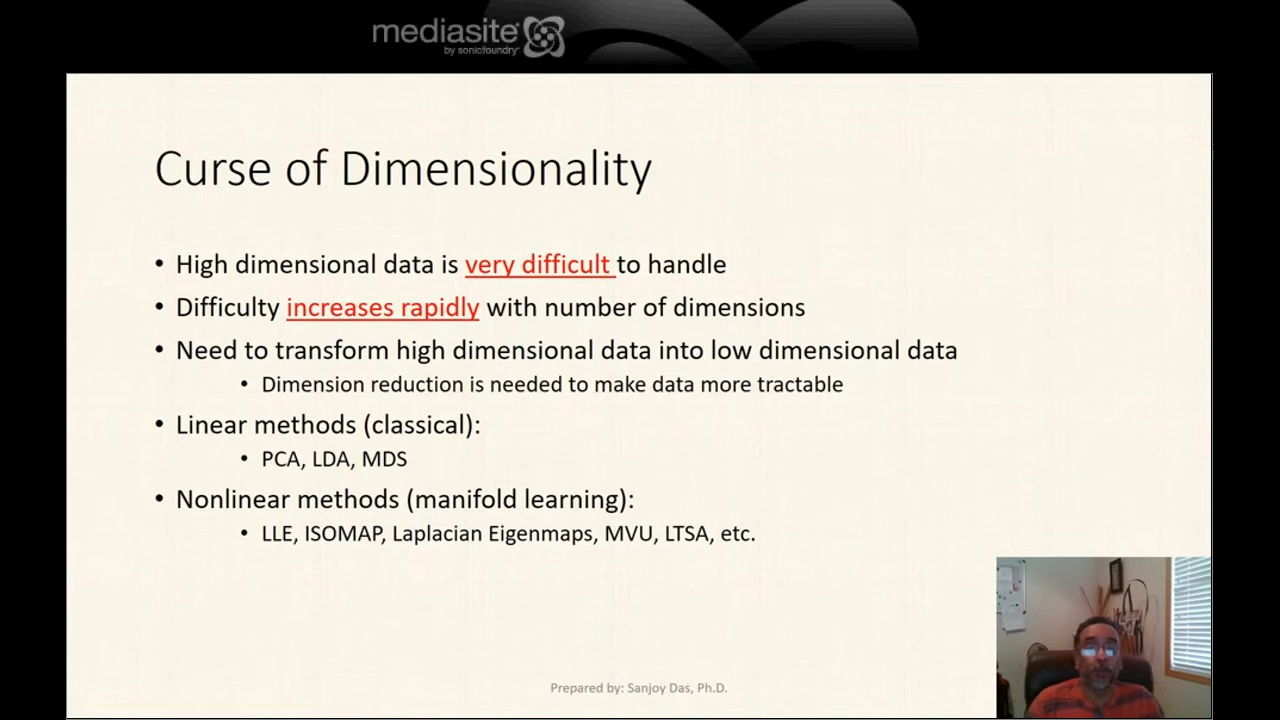 mediasite
by sonicfoundry
Curse of Dimensionality
• High dimensional data is very difficult to handle
• Difficulty increases rapidly with number of dimensions
• Need to transform high dimensional data into low dimensional data
• Dimension reduction is needed to make data more tractable
• Linear methods (classical):
• PCA, LDA, MDS
• Nonlinear methods (manifold learning):
• LLE, ISOMAP, Laplacian Eigenmaps, MVU, LTSA, etc.
Prepared by: Sanjoy Das, Ph.D.